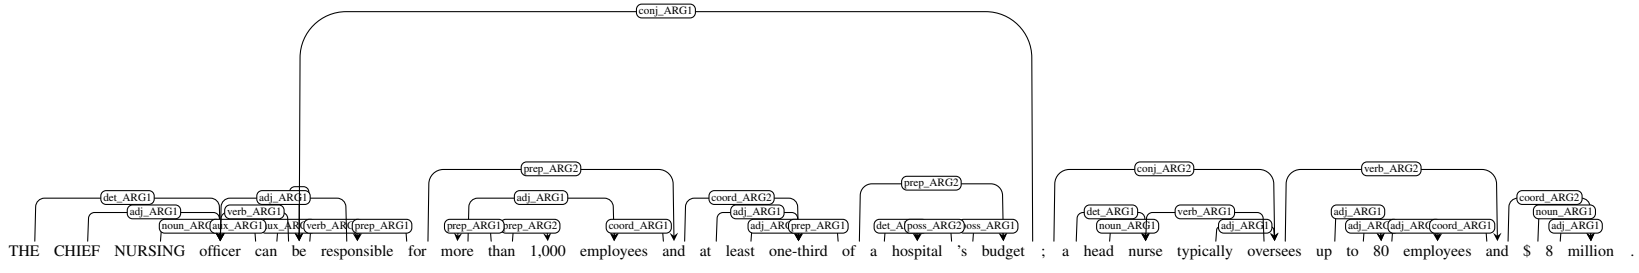 conj_ARG1
prep_ARG2 conj_ARG2 verb_ARG2
prep_ARG2
det_ARG1 adj_ARG1 adj_ARG1 coord_ARG2 coord_ARG2
adj_ARG1 verb_ARG1 adj_ARG1 det_ARG1 verb_ARG1 adj_ARG1 noun_ARG1
aux_ARG1 prep_ARG1 prep_ARG1 prep_ARG2 coord_ARG1 prep_ARG1 poss_ARG2 noun_ARG1 adj_ARG1 coord_ARG1 adj_ARG1
THE CHIEF NURSING officer can be responsible for more than 1,000 employees and at least one-third of a hospital 's budget ; a head nurse typically oversees up to 80 employees and $ 8 million .